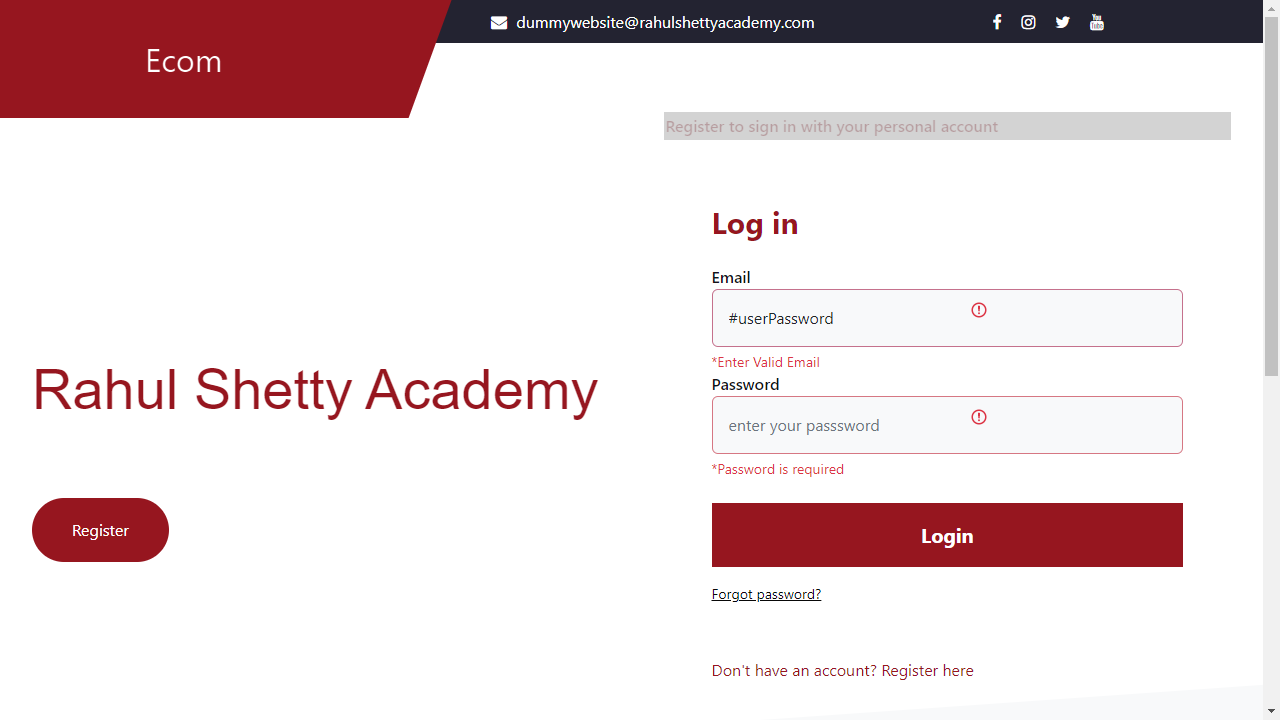 dummywebsite@rahulshettyacademy.com
Ecom
Register to sign in with your personal account
Log in
Email
#userPassword
*Enter Valid Email
Password
Rahul Shetty Academy
enter your passsword
*Password is required
Register
Login
Forgot password?
Don't have an account? Register here